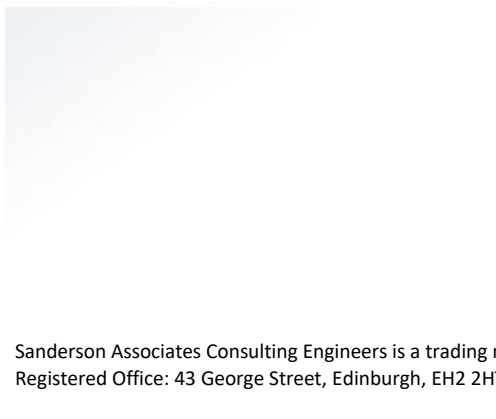 Sanderson Associates Consulting Engineers is a trading
Registered Office: 43 George Street, Edinburgh, EH2